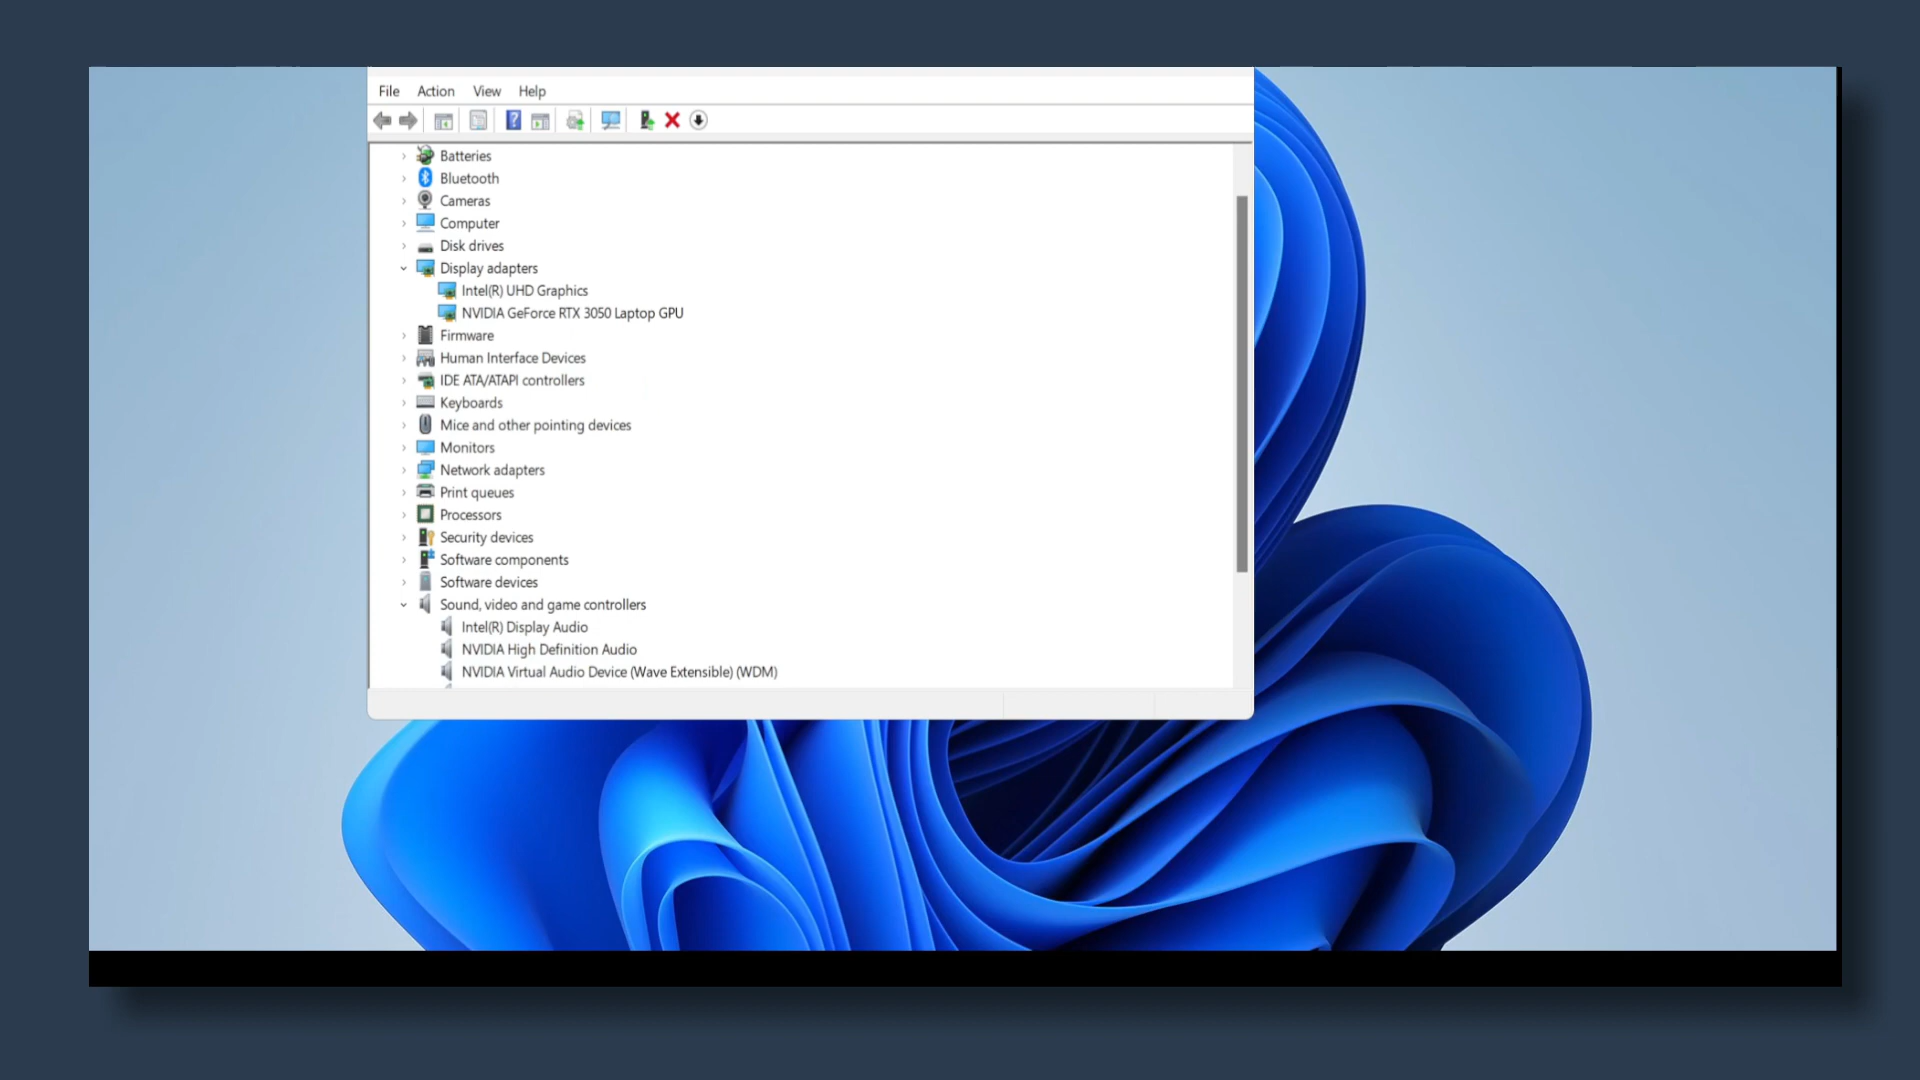 File Action View Help
Batteries
Bluetooth
Cameras
Computer
Disk drives
Display adapters
Intel(R) UHD Graphics
NVIDIA GeForce RTX 3050 Laptop GPU
Firmware
Human Interface Devices
IDE ATA/ATAPI controllers
Keyboards
Mice and other pointing devices
Monitors
Network adapters
Print queues
Processors
Security devices
Software components
Software devices
Sound, video and game controllers
Intel(R) Display Audio
NVIDIA High Definition Audio
NVIDIA Virtual Audio Device (Wave Extensible) (WDM)